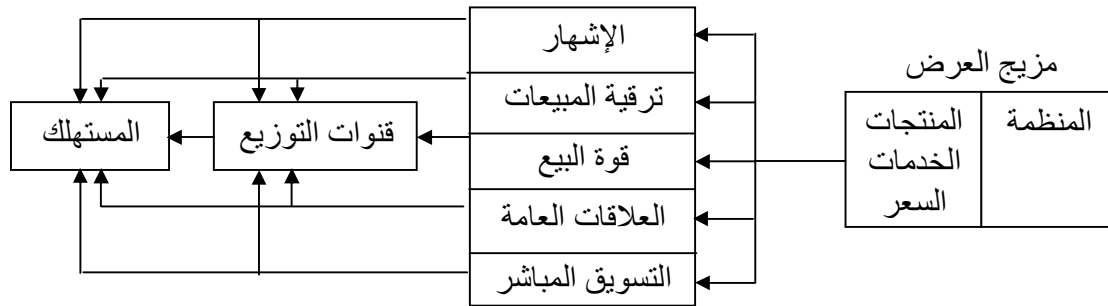 مزيج العرض
المنظمة
المنتجات
الخدمات
السعر
الإشهار
ترقية المبيعات
قوة البيع
العلاقات العامة
التسويق المباشر
قنوات التوزيع
المستهلك